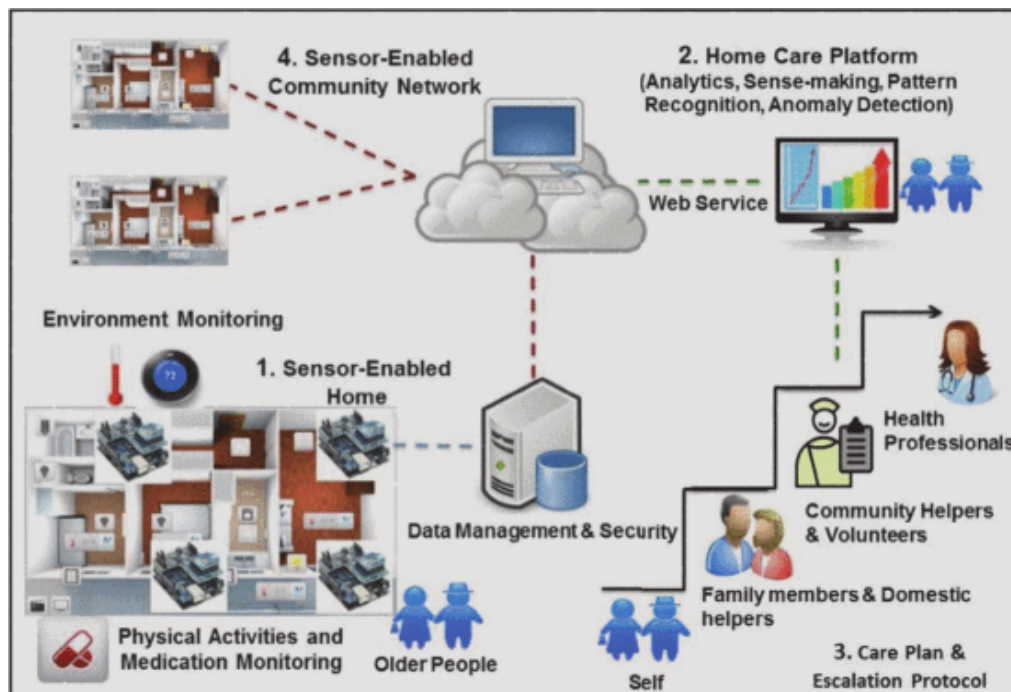 4. Sensor-Enabled
Community Network
2. Home Care Platform
(Analytics, Sense-making, Pattern
Recognition, Anomaly Detection)
Web Service
Environment Monitoring
72
1. Sensor-Enabled
Home
Data Management & Security
Physical Activities and
Medication Monitoring
Older People
Health
Professionals
Community Helpers
& Volunteers
Family members & Domestic
helpers
Self
3. Care Plan &
Escalation Protocol